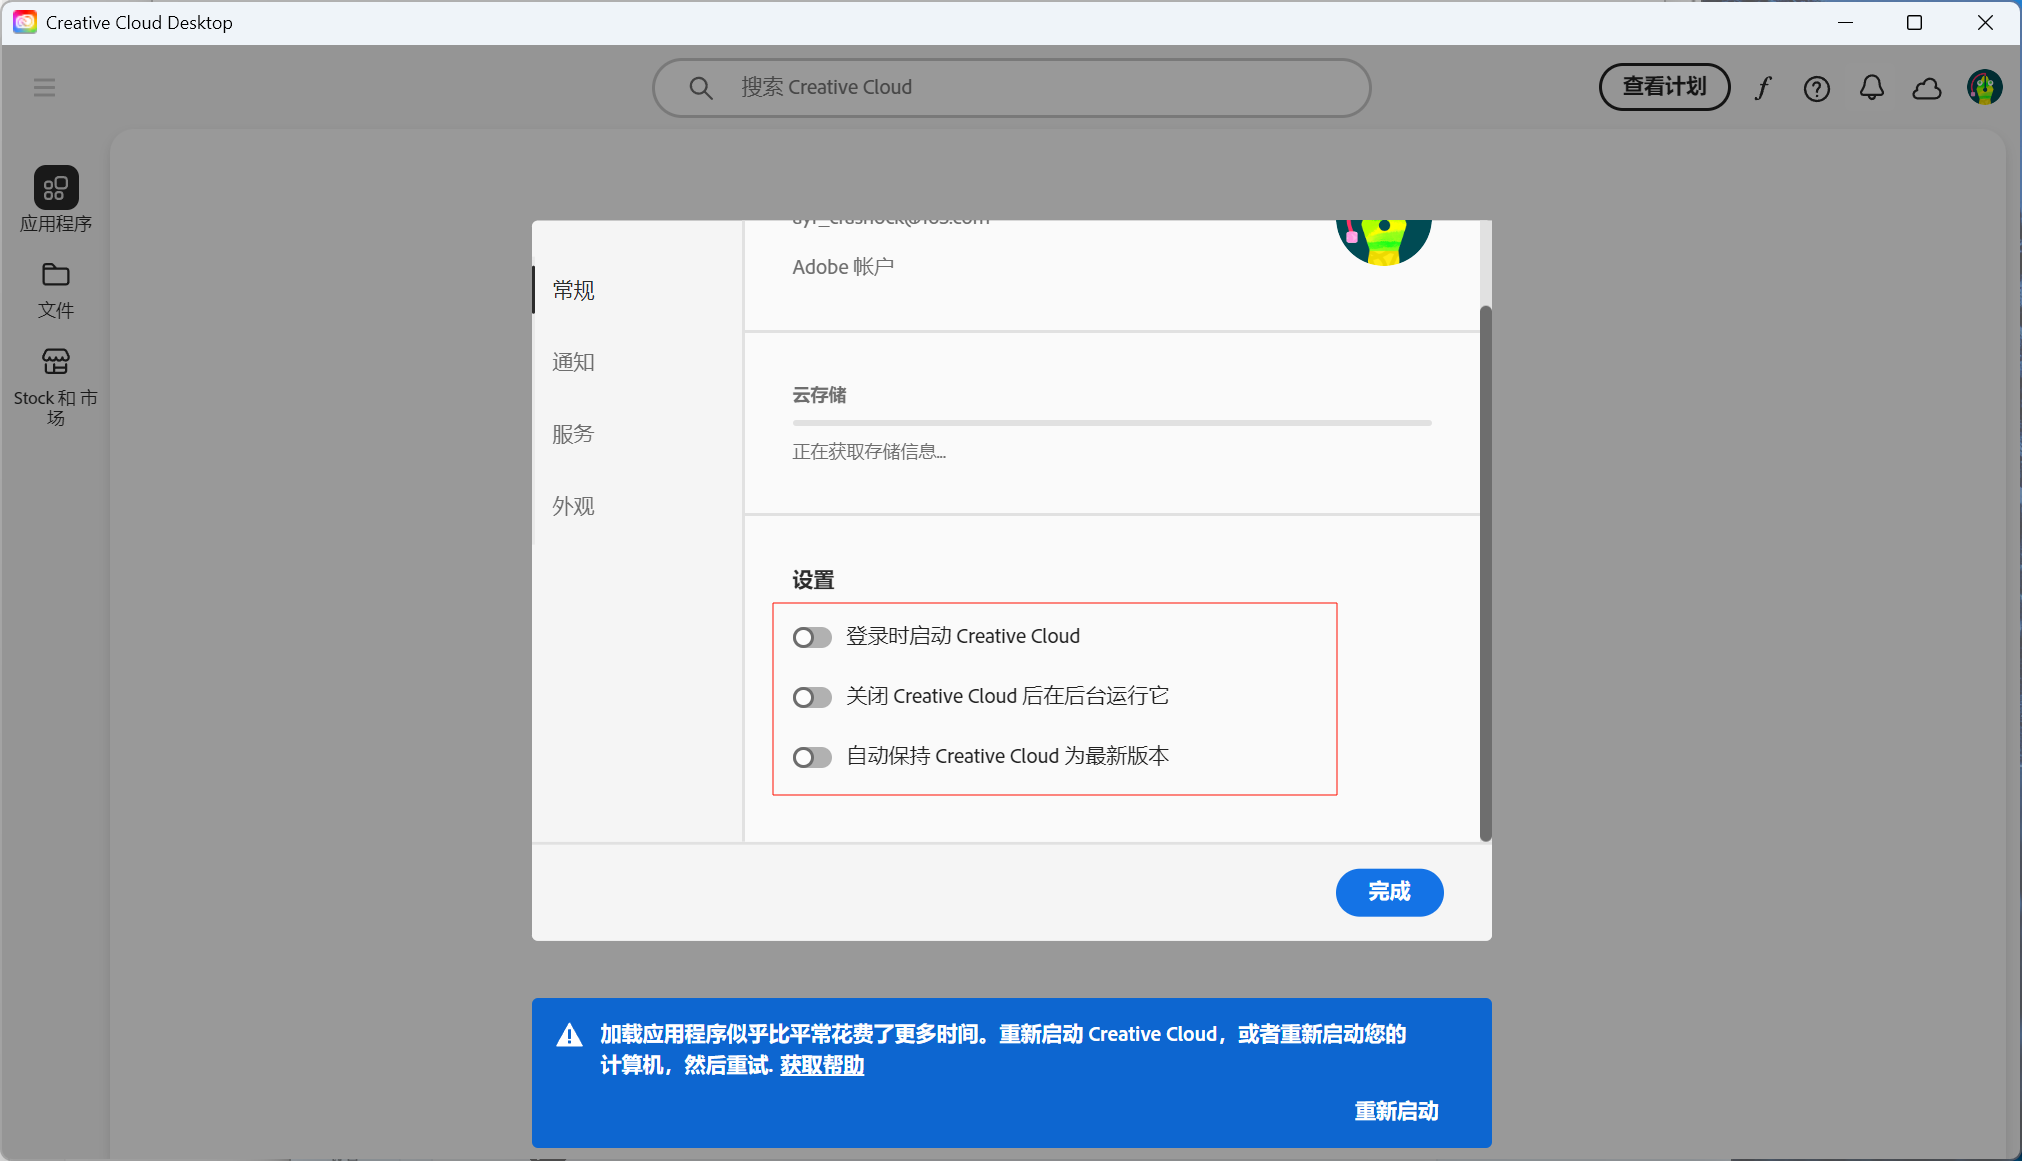 Creative Cloud Desktop
搜索 Creative Cloud
查看计划
应用程序
文件
Stock 和 市
场
常规
通知
服务
外观
Adobe 帐户
云存储
正在获取存储信息...
设置
登录时启动 Creative Cloud
关闭 Creative Cloud 后在后台运行它
自动保持 Creative Cloud 为最新版本
完成
加载应用程序似乎比平常花费了更多时间。重新启动 Creative Cloud，或者重新启动您的
计算机，然后重试. 获取帮助
重新启动